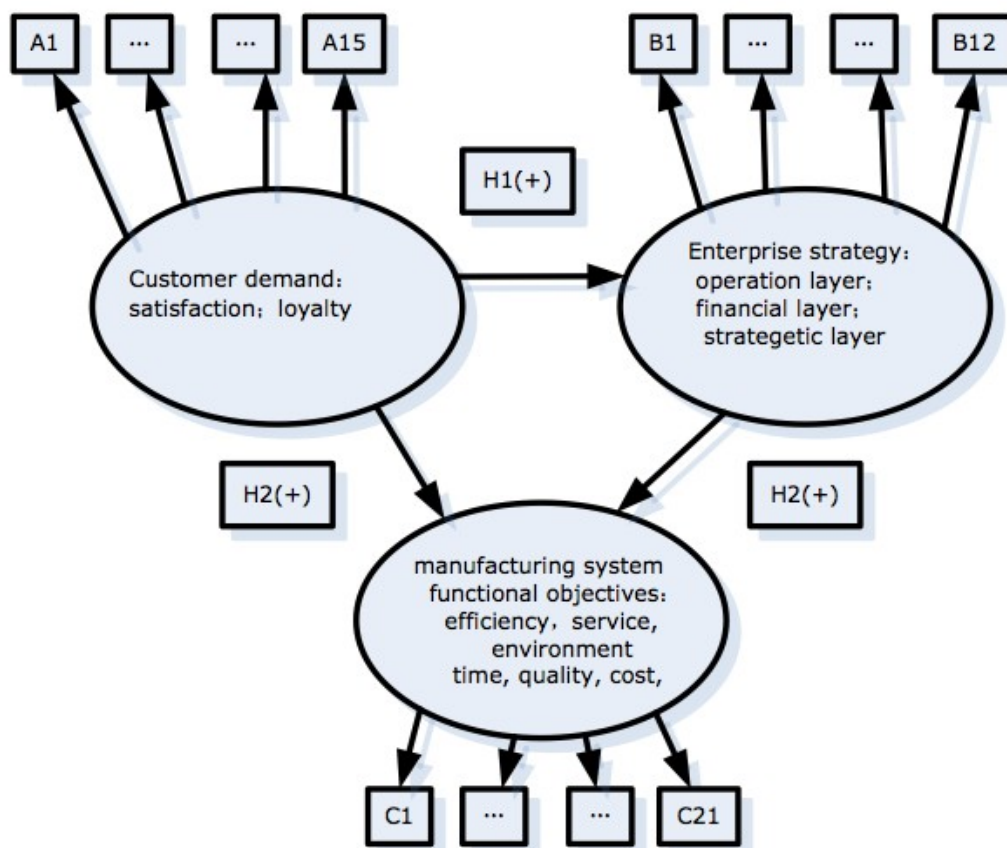 A1
...
...
A15
B1
...
...
B12
H1(+)
Customer demand：
satisfaction；loyalty
Enterprise strategy：
operation layer；
financial layer；
strategetic layer
H2(+)
H2(+)
manufacturing system
functional objectives：
efficiency，service,
environment
time, quality, cost,
C1
...
...
C21